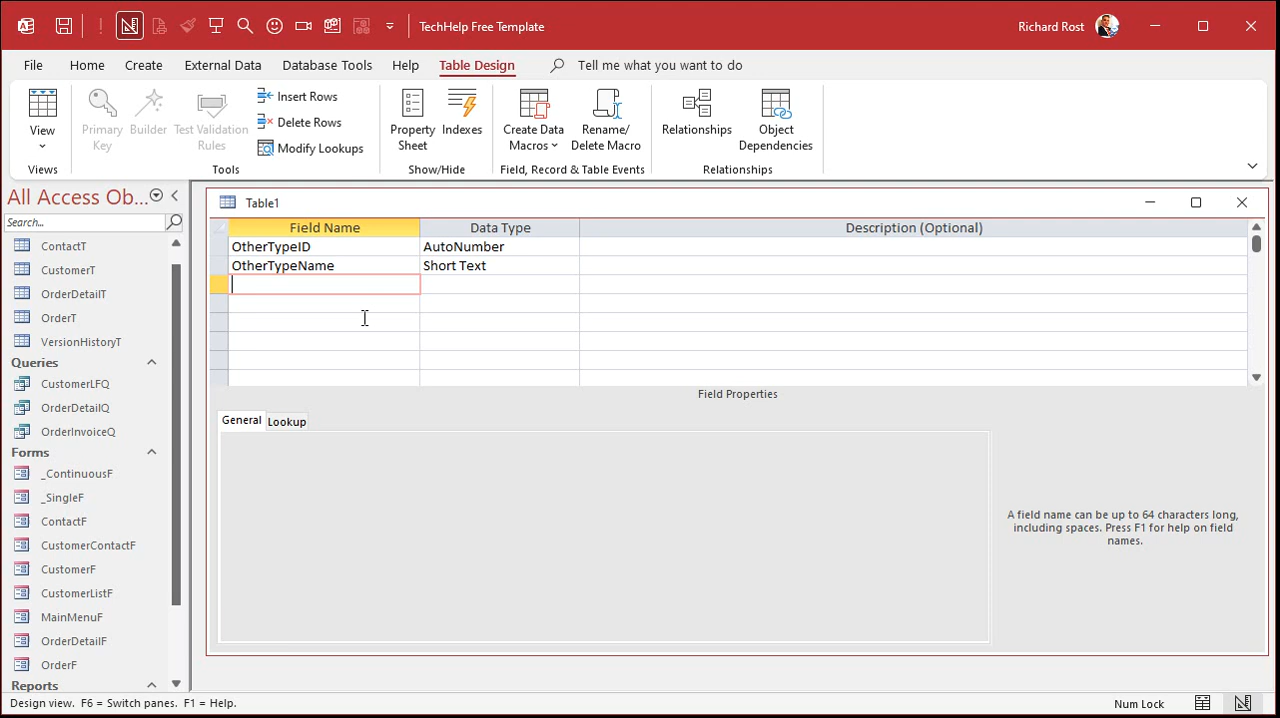 TechHelp Free Template
Richard Rost
File Home Create External Data Database Tools Help Table Design Tell me what you want to do
View
Views
Primary Key
Builder
Test Validation Rules
Insert Rows
Delete Rows
Modify Lookups
Tools
Property Sheet
Indexes
Show/Hide
Create Data Macros
Rename/ Delete Macro
Field, Record & Table Events
Relationships
Object Dependencies
Relationships
All Access Ob...
Search...
ContactT
CustomerT
OrderDetailT
OrderT
VersionHistoryT
Queries
CustomerLFQ
OrderDetailQ
OrderInvoiceQ
Forms
_ContinuousF
_SingleF
ContactF
CustomerContactF
CustomerF
CustomerListF
MainMenuF
OrderDetailF
OrderF
Reports
Table1
Field Name Data Type Description (Optional)
OtherTypeID AutoNumber
OtherTypeName Short Text
Field Properties
General Lookup
A field name can be up to 64 characters long,
including spaces. Press F1 for help on field
names.
Design view. F6 = Switch panes. F1 = Help.
Num Lock